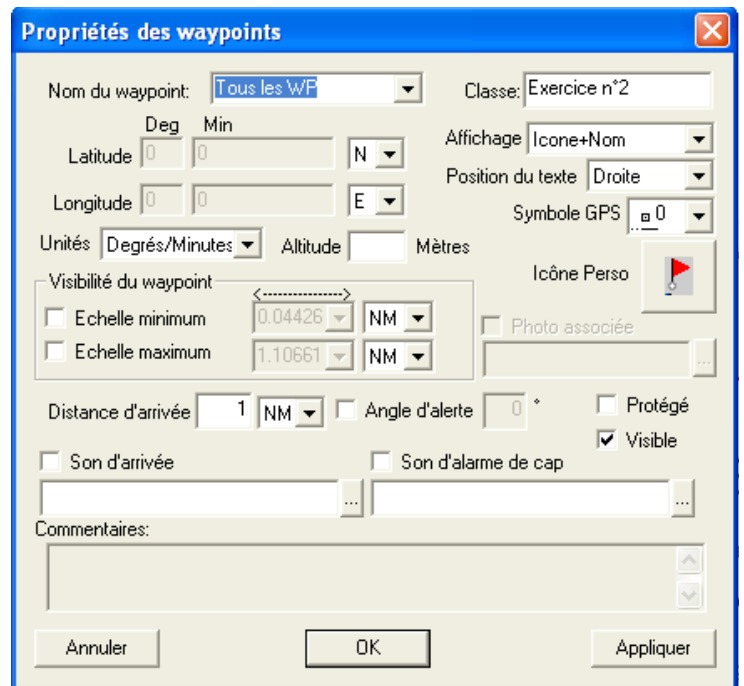 Propriétés des waypoints
Nom du waypoint: Tous les WP Classe: Exercice n°2
Deg Min
Latitude 0 0 N
Affichage Icone+Nom
Longitude 0 0 E
Position du texte Droite
Symbole GPS 0
Unités Degrés/Minutes Altitude Mètres
Icône Perso
Visibilité du waypoint
<---------------->
Echelle minimum 0.04426 NM
Echelle maximum 1.10661 NM
Photo associée
...
Distance d'arrivée 1 NM Angle d'alerte 0 °
Protégé
Visible
Son d'arrivée Son d'alarme de cap
... ...
Commentaires:
Annuler OK Appliquer